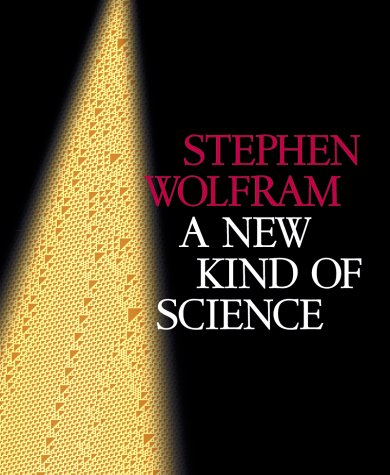 STEPHEN
WOLFRAM
A NEW
KIND OF
SCIENCE